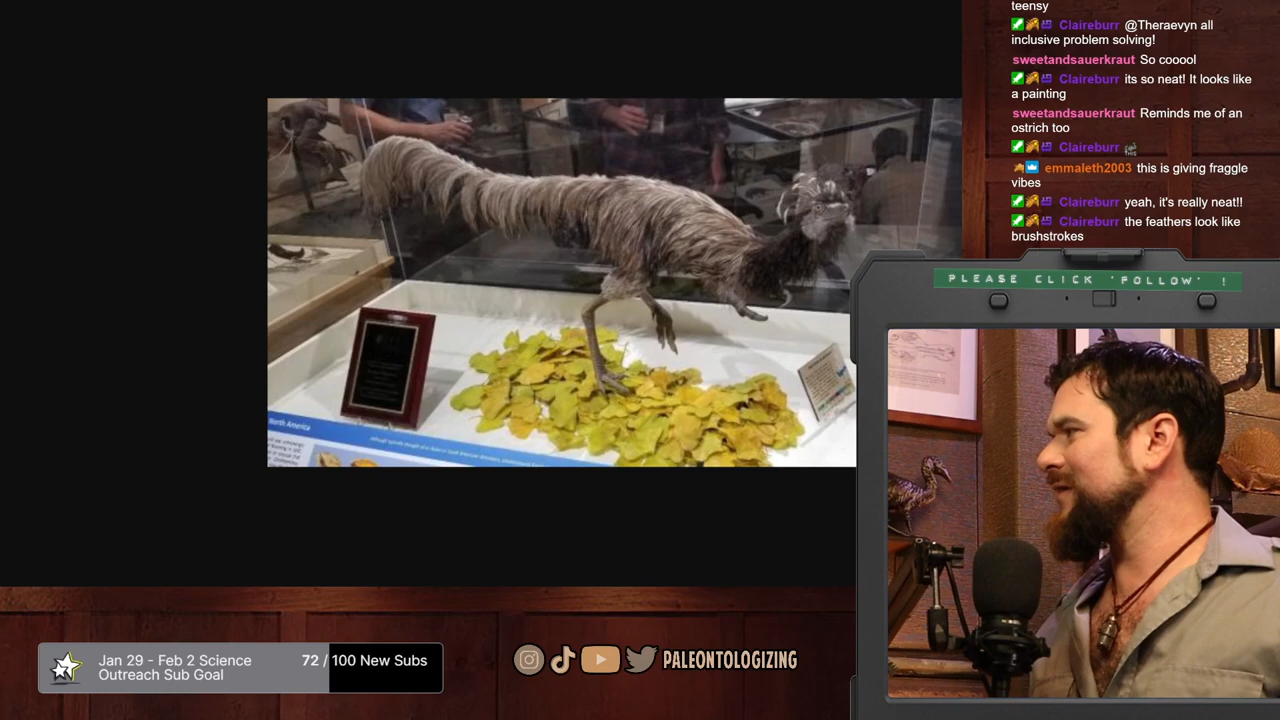 teensy
Claireburr @Theraevyn all
inclusive problem solving!
sweetandsauerkraut So cooool
Claireburr its so neat! It looks like
a painting
sweetandsauerkraut Reminds me of an
ostrich too
Claireburr
emmaleth2003 this is giving fraggle
vibes
Claireburr yeah, it's really neat!!
Claireburr the feathers look like
brushstrokes
PLEASE CLICK 'FOLLOW' !
North America
Jan 29 - Feb 2 Science
Outreach Sub Goal
72 / 100 New Subs
PALEONTOLOGIZING